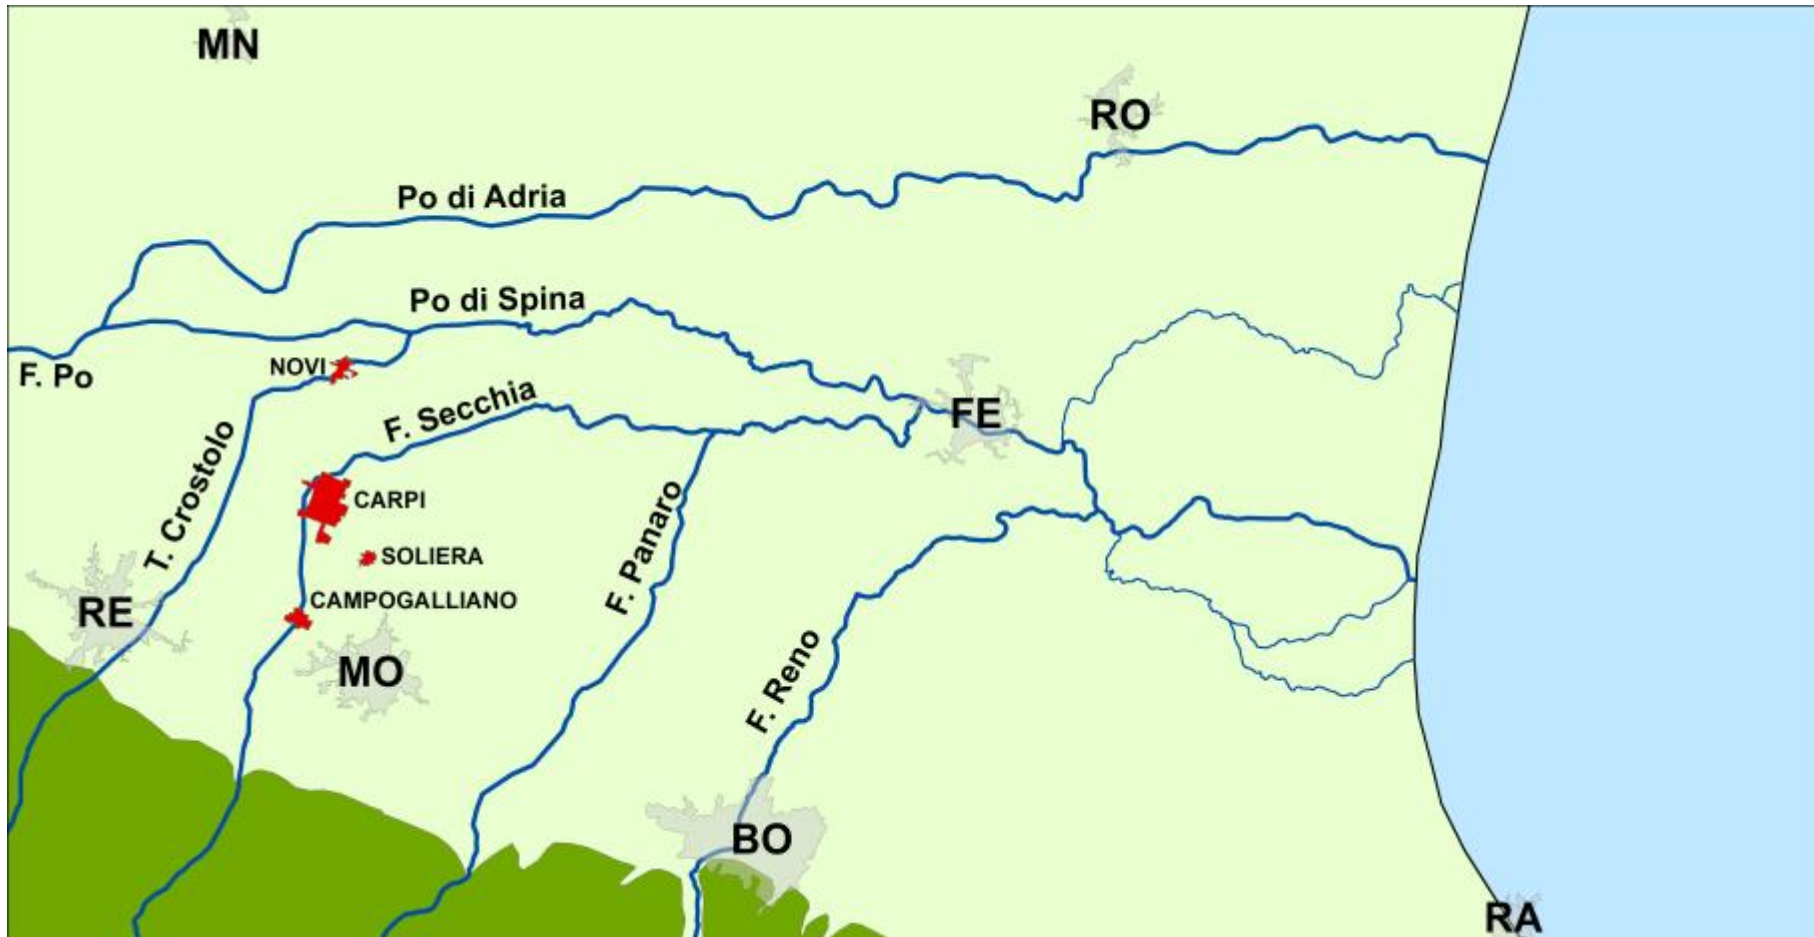 MN
RO
Po di Adria
Po di Spina
NOVI
F. Po
F. Secchia
FE
T. Crostolo
CARPI
F. Panaro
SOLIERA
CAMPOGALLIANO
RE
MO
F. Reno
BO
RA